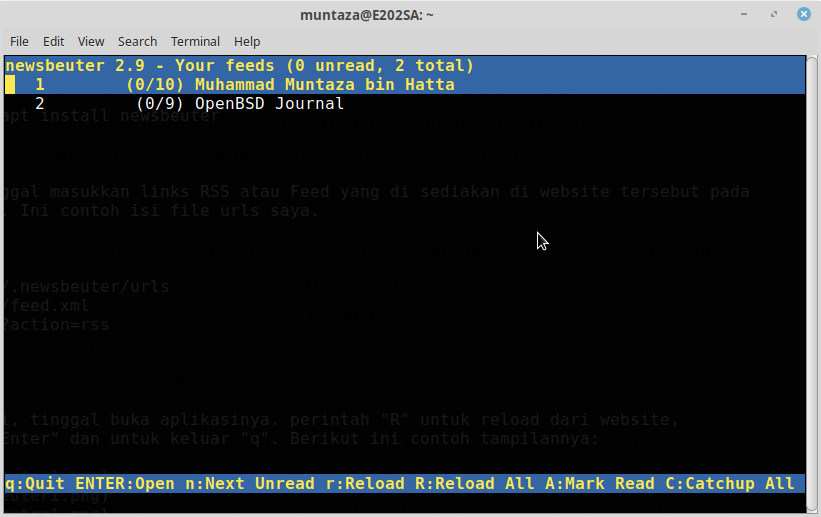 muntaza@E202SA: ~
File Edit View Search Terminal Help
newsbeuter 2.9 - Your feeds (0 unread, 2 total)
1 (0/10) Muhammad Muntaza bin Hatta
2 (0/9) OpenBSD Journal
apt install newsbeuter
ggal masukkan links RSS atau Feed yang di sediakan di website tersebut pada
. Ini contoh isi file urls saya.
/.newsbeuter/urls
/feed.xml
?action=rss
i, tinggal buka aplikasinya. perintah "R" untuk reload dari website,
Enter" dan untuk keluar "q". Berikut ini contoh tampilannya:
q:Quit ENTER:Open n:Next Unread r:Reload R:Reload All A:Mark Read C:Catchup All